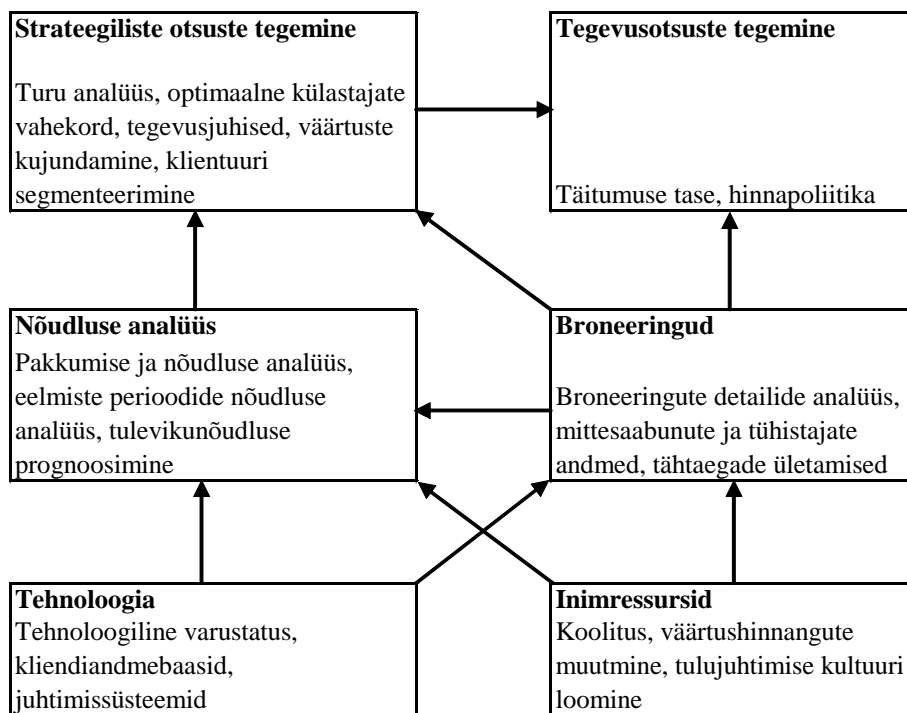 Strateegiliste otsuste tegemine
Turu analüüs, optimaalne külastajate
vahekord, tegevusjuhised, väärtuste
kujundamine, klientuuri
segmenteerimine
Tegevusotsuste tegemine
Täitumuse tase, hinnapoliitika
Nõudluse analüüs
Pakkumise ja nõudluse analüüs,
eelmiste perioodide nõudluse
analüüs, tulevikunõudluse
prognoosimine
Broneeringud
Broneeringute detailide analüüs,
mittesaabunute ja tühistajate
andmed, tähtaegade ületamised
Tehnoloogia
Tehnoloogiline varustatus,
kliendiandmebaasid,
juhtimissüsteemid
Inimressursid
Koolitus, väärtushinnangute
muutmine, tulujuhtimise kultuuri
loomine